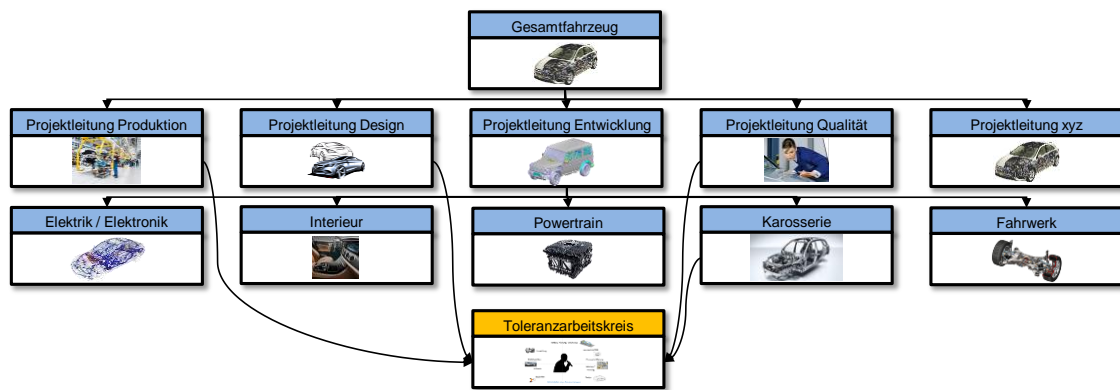 Gesamtfahrzeug
Projektleitung Produktion
Projektleitung Design
Projektleitung Entwicklung
Projektleitung Qualität
Projektleitung xyz
Elektrik / Elektronik
Interieur
Powertrain
Karosserie
Fahrwerk
Toleranzarbeitskreis